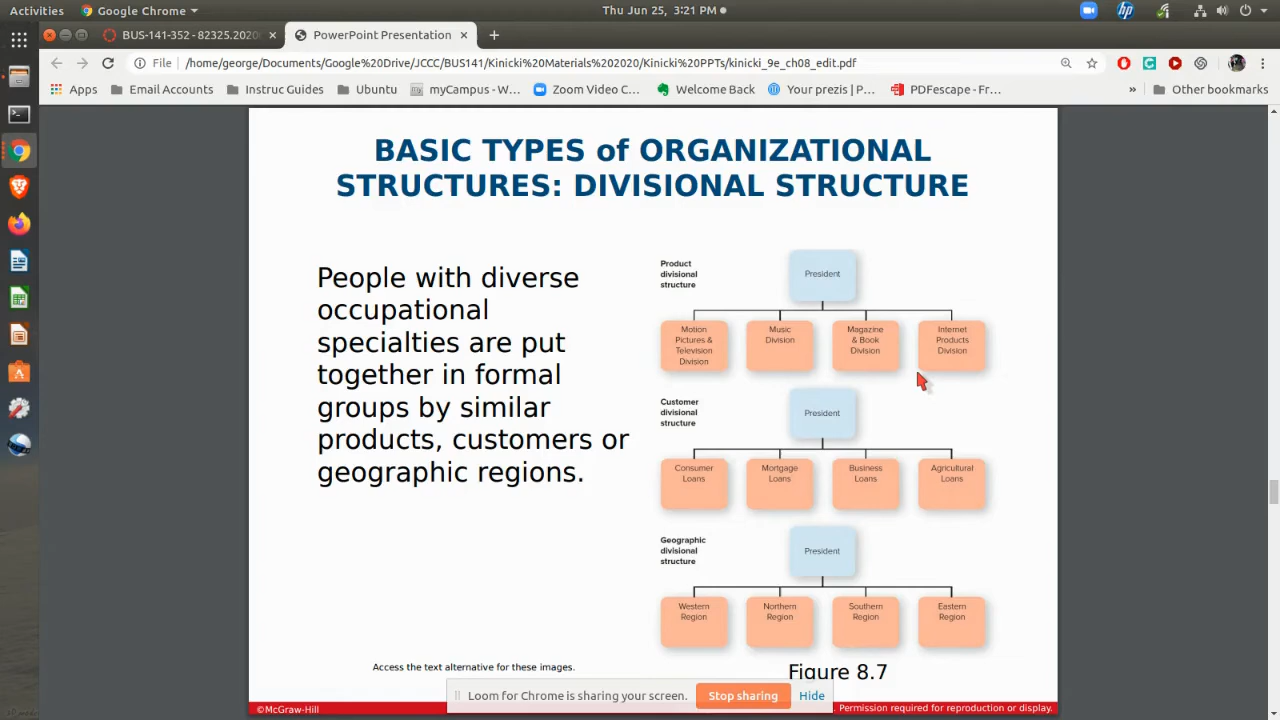 Activities Google Chrome Thu Jun 25, 3:21 PM
BUS-141-352 - 82325.2020 PowerPoint Presentation
File /home/george/Documents/Google%20Drive/JCCC/BUS141/Kinicki%20Materials%202020/Kinicki%20PPTs/kinicki_9e_ch08_edit.pdf
Apps Email Accounts Instruc Guides Ubuntu myCampus - W... Zoom Video C... Welcome Back Your prezis | P... PDFescape - Fr... » Other bookmarks
BASIC TYPES of ORGANIZATIONAL
STRUCTURES: DIVISIONAL STRUCTURE
People with diverse
occupational
specialties are put
together in formal
groups by similar
products, customers or
geographic regions.
Product
divisional
structure
President
Motion
Pictures &
Television
Division
Music
Division
Magazine
& Book
Division
Internet
Products
Division
Customer
divisional
structure
President
Consumer
Loans
Mortgage
Loans
Business
Loans
Agricultural
Loans
Geographic
divisional
structure
President
Western
Region
Northern
Region
Southern
Region
Eastern
Region
Access the text alternative for these images.
Figure 8.7
Loom for Chrome is sharing your screen. Stop sharing Hide
©McGraw-Hill
Permission required for reproduction or display.